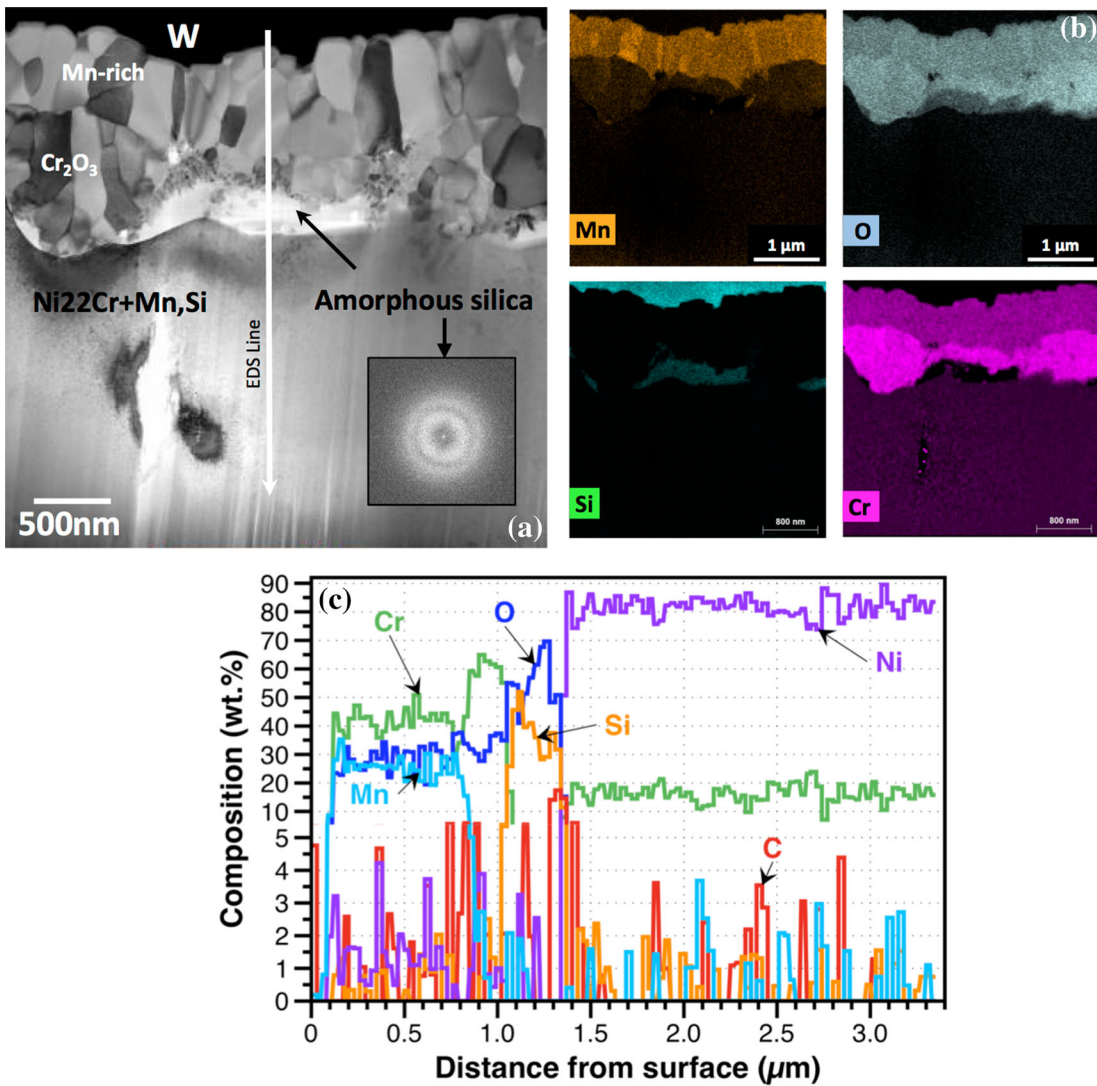 W
Mn-rich
Cr₂O₃
Ni22Cr+Mn,Si
Amorphous silica
EDS Line
500nm
(a)
(b)
Mn
1 μm
O
1 μm
Si
800 nm
Cr
800 nm
(c)
Cr
O
Ni
Si
Mn
C
Composition (wt.%)
90
80
70
60
50
40
30
20
10
5
4
3
2
1
0
0 0.5 1.0 1.5 2.0 2.5 3.0
Distance from surface (μm)